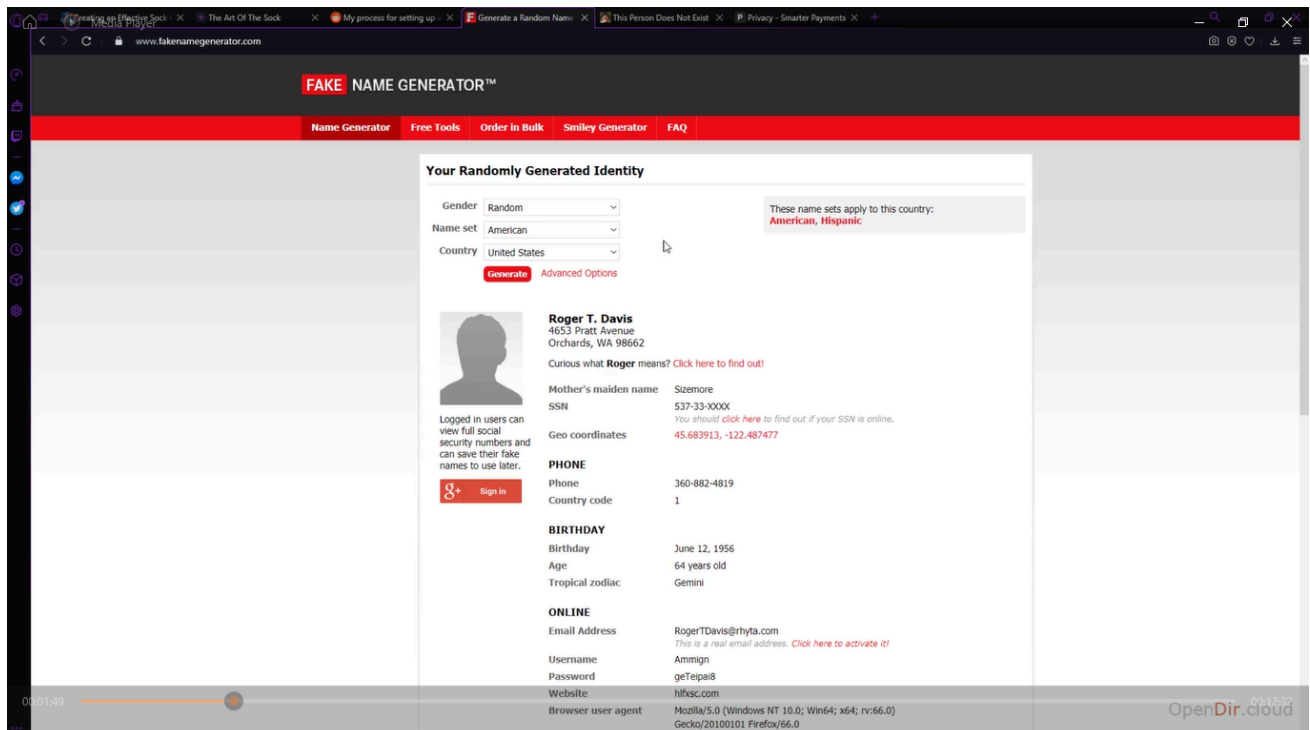 Creating an Effective Sock
The Art Of The Sock
My process for setting up a
Generate a Random Name
This Person Does Not Exist
Privacy - Smarter Payments
Media Player
www.fakenamegenerator.com
FAKE NAME GENERATOR™
Name Generator Free Tools Order in Bulk Smiley Generator FAQ
Your Randomly Generated Identity
Gender Random
Name set American
Country United States
Generate Advanced Options
These name sets apply to this country:
American, Hispanic
Logged in users can
view full social
security numbers and
can save their fake
names to use later.
g+ Sign in
Roger T. Davis
4653 Pratt Avenue
Orchards, WA 98662
Curious what Roger means? Click here to find out!
Mother's maiden name Sizemore
SSN 537-33-XXXX
You should click here to find out if your SSN is online.
Geo coordinates 45.683913, -122.487477
PHONE
Phone 360-882-4819
Country code 1
BIRTHDAY
Birthday June 12, 1956
Age 64 years old
Tropical zodiac Gemini
ONLINE
Email Address RogerTDavis@rhyta.com
This is a real email address. Click here to activate it!
Username Ammign
Password geTeipai8
Website hlfxsc.com
Browser user agent Mozilla/5.0 (Windows NT 10.0; Win64; x64; rv:66.0)
Gecko/20100101 Firefox/66.0
00:01:49
00:12:32
OpenDir.cloud